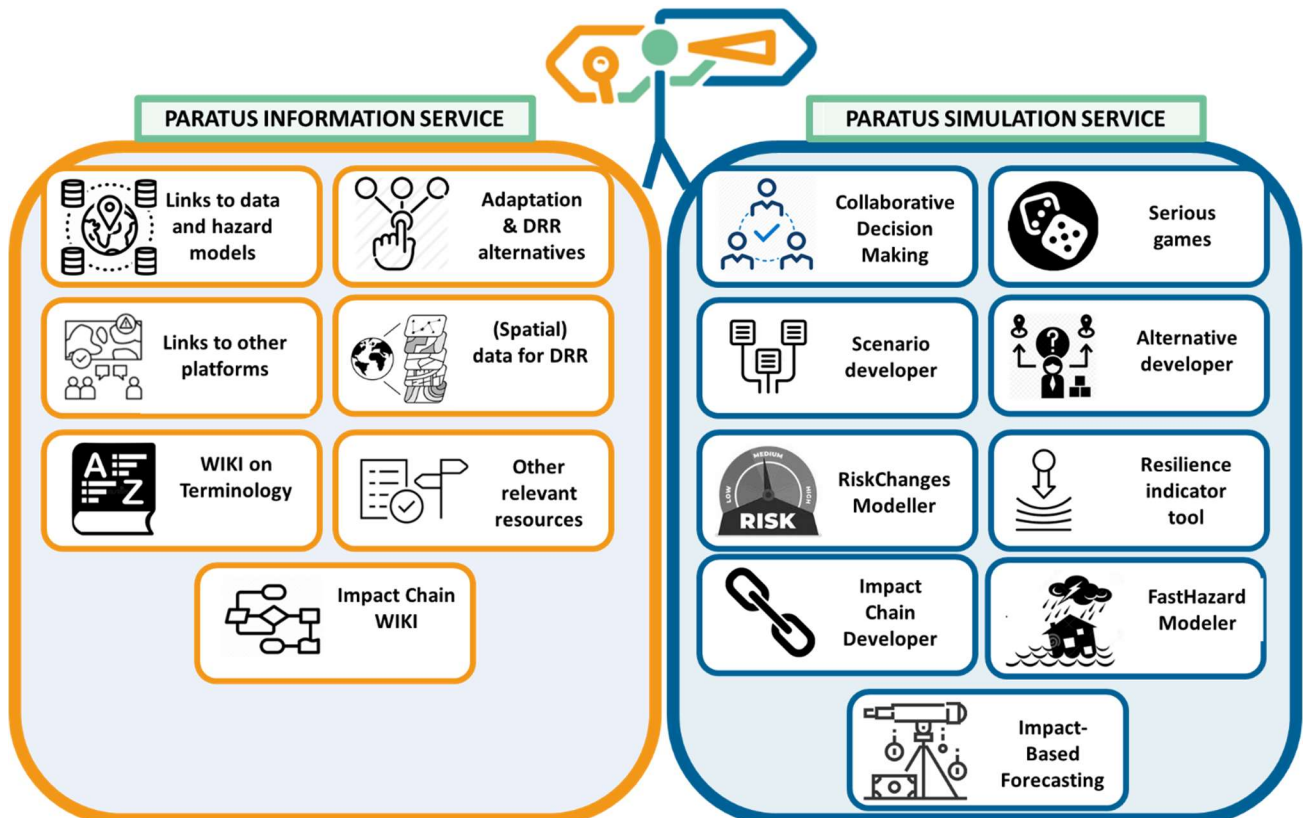 PARATUS INFORMATION SERVICE
Links to data
and hazard
models
Adaptation
& DRR
alternatives
Links to other
platforms
(Spatial)
data for DRR
A
Z
WIKI on
Terminology
Other
relevant
resources
Impact Chain
WIKI
PARATUS SIMULATION SERVICE
Collaborative
Decision
Making
Serious
games
Scenario
developer
?
Alternative
developer
LOW
MEDIUM
HIGH
RISK
RiskChanges
Modeller
Resilience
indicator
tool
Impact
Chain
Developer
FastHazard
Modeler
Impact-
Based
Forecasting